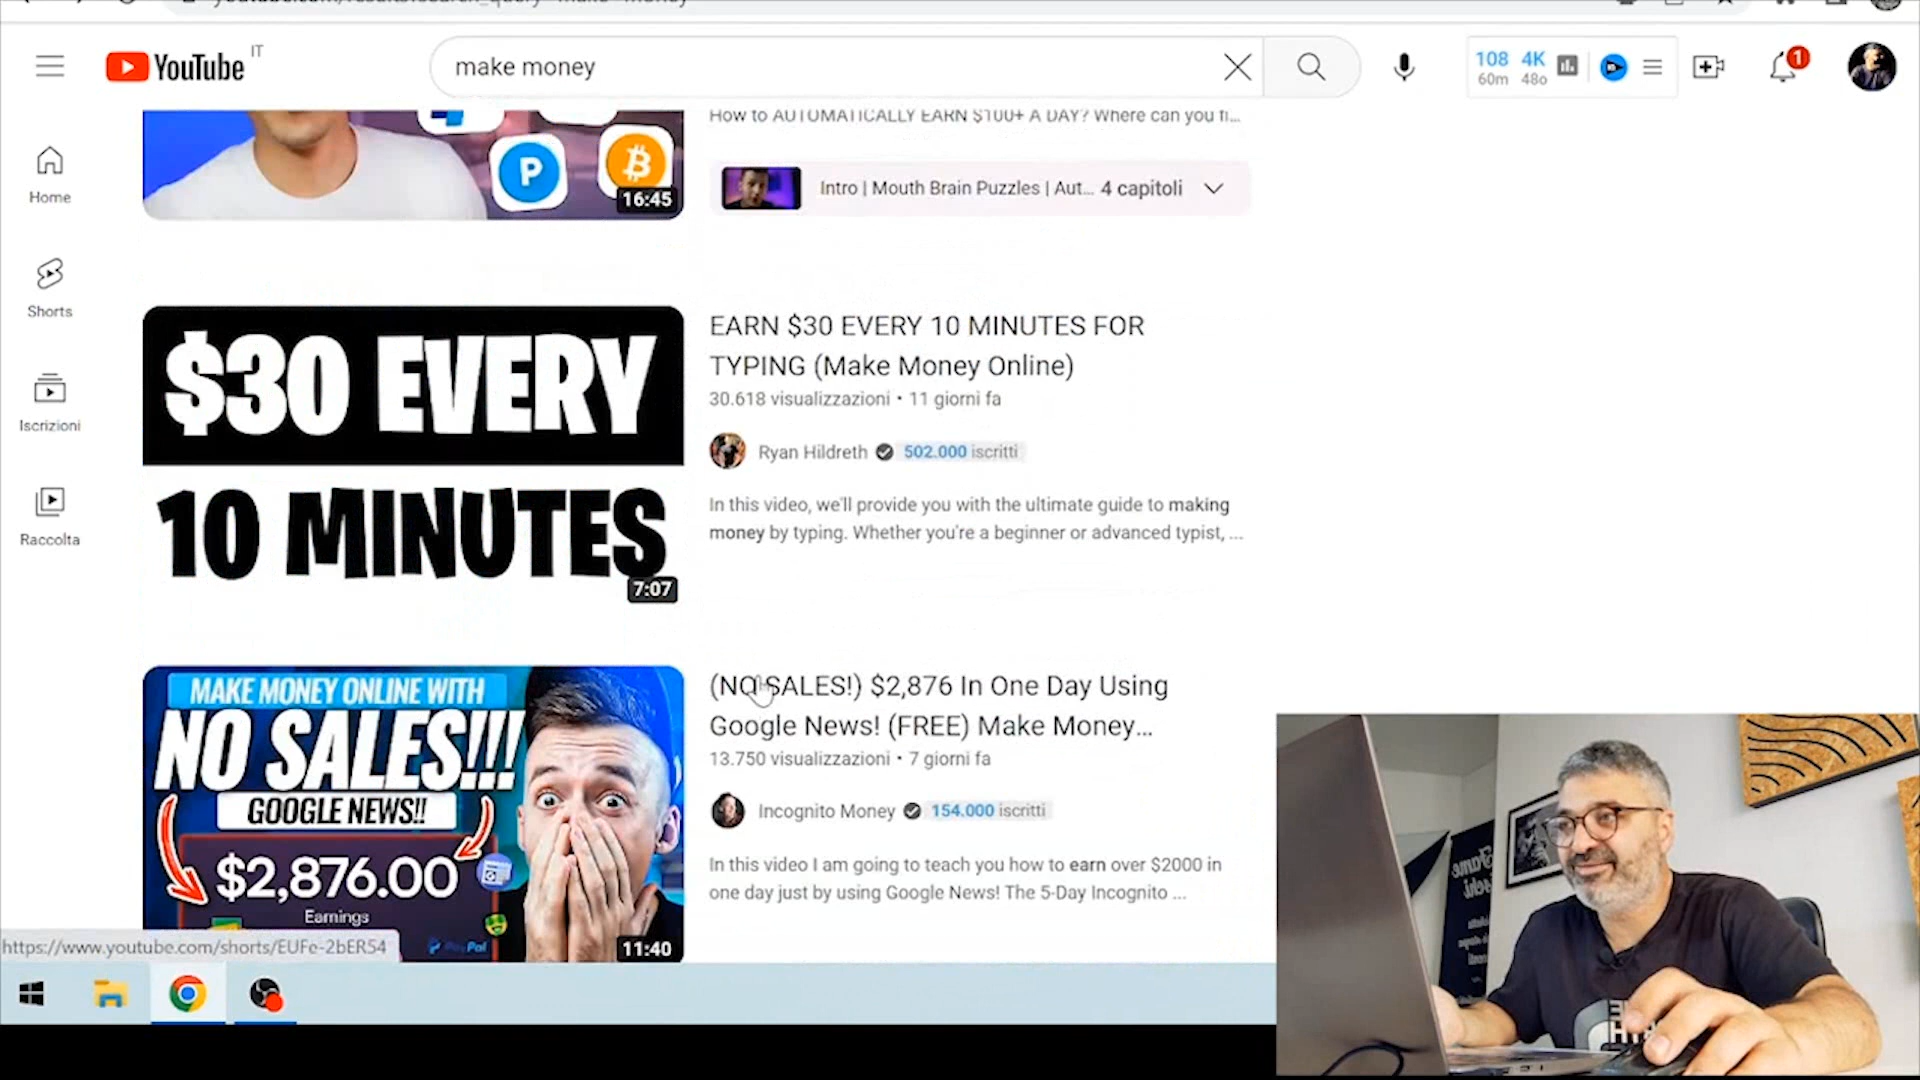 YouTube IT
make money
108 4K
60m 48o
1
Home
Shorts
Iscrizioni
Raccolta
P
16:45
How to AUTOMATICALLY EARN $100+ A DAY? Where can you fi...
Intro | Mouth Brain Puzzles | Aut... 4 capitoli
$30 EVERY
10 MINUTES
7:07
EARN $30 EVERY 10 MINUTES FOR
TYPING (Make Money Online)
30.618 visualizzazioni • 11 giorni fa
Ryan Hildreth 502.000 iscritti
In this video, we'll provide you with the ultimate guide to making
money by typing. Whether you're a beginner or advanced typist, ...
MAKE MONEY ONLINE WITH
NO SALES!!!
GOOGLE NEWS!!
$2,876.00
Earnings
PayPal
11:40
(NO SALES!) $2,876 In One Day Using
Google News! (FREE) Make Money...
13.750 visualizzazioni • 7 giorni fa
Incognito Money 154.000 iscritti
In this video I am going to teach you how to earn over $2000 in
one day just by using Google News! The 5-Day Incognito ...
https://www.youtube.com/shorts/EUFe-2bER54